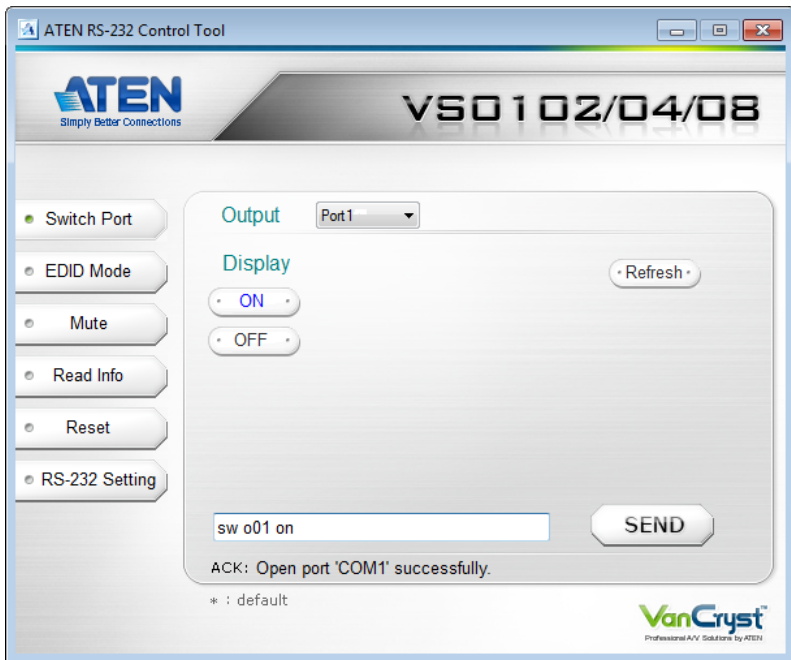 ATEN RS-232 Control Tool
ATEN
Simply Better Connections
VS0102/04/08
Switch Port
EDID Mode
Mute
Read Info
Reset
RS-232 Setting
Output
Port1
Display
Refresh
ON
OFF
sw o01 on
SEND
ACK: Open port 'COM1' successfully.
* : default
VanCryst™
Professional A/V Solutions by ATEN